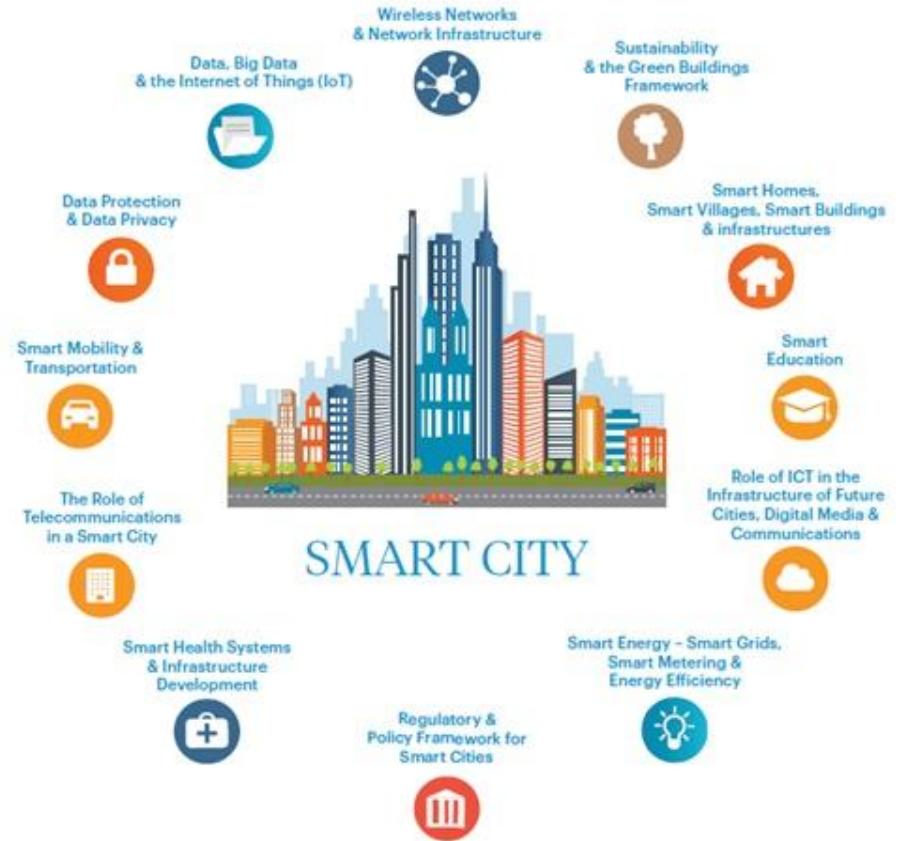 Wireless Networks
& Network Infrastructure
Sustainability
& the Green Buildings
Framework
Data, Big Data
& the Internet of Things (IoT)
Smart Homes,
Smart Villages, Smart Buildings
& infrastructures
Data Protection
& Data Privacy
Smart
Education
Smart Mobility &
Transportation
Role of ICT in the
Infrastructure of Future
Cities, Digital Media &
Communications
The Role of
Telecommunications
in a Smart City
SMART CITY
Smart Energy – Smart Grids,
Smart Metering &
Energy Efficiency
Smart Health Systems
& Infrastructure
Development
Regulatory &
Policy Framework for
Smart Cities